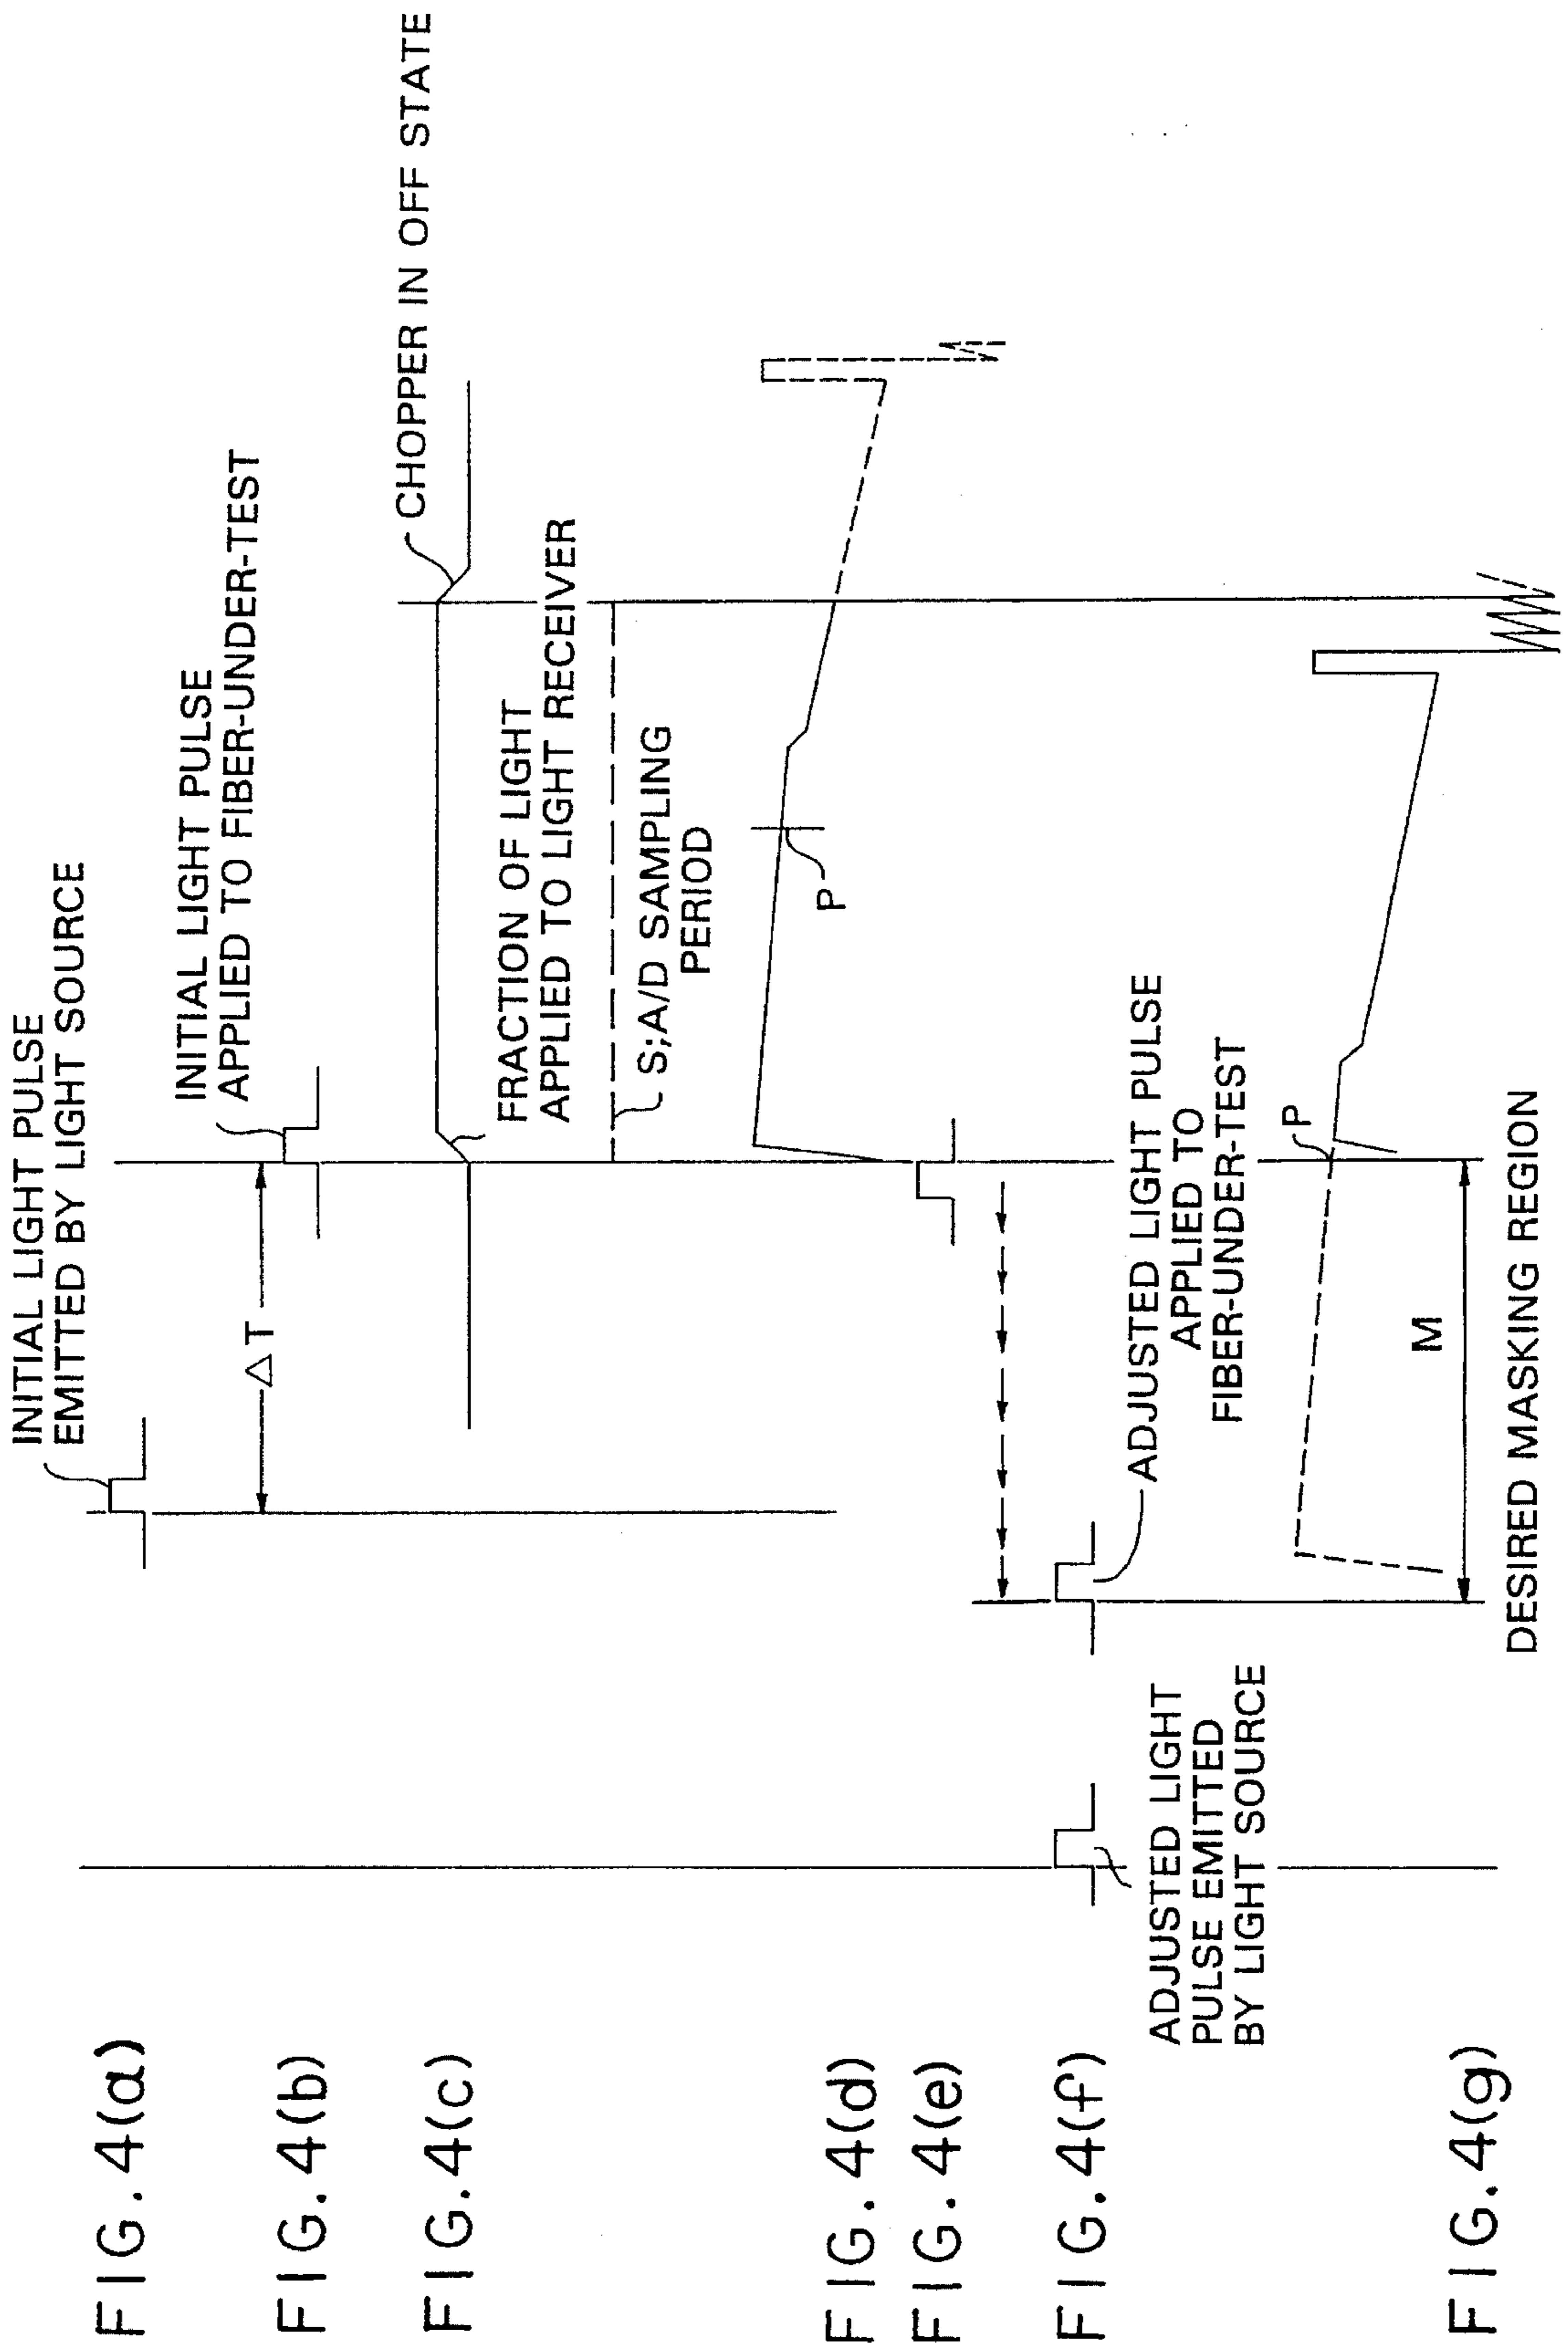 FIG. 4(a)
INITIAL LIGHT PULSE
EMITTED BY LIGHT SOURCE
FIG. 4(b)
△T
INITIAL LIGHT PULSE
APPLIED TO FIBER-UNDER-TEST
FIG. 4(c)
CHOPPER IN OFF STATE
FRACTION OF LIGHT
APPLIED TO LIGHT RECEIVER
S;A/D SAMPLING
PERIOD
FIG. 4(d)
P
FIG. 4(e)
FIG. 4(f)
ADJUSTED LIGHT
PULSE EMITTED
BY LIGHT SOURCE
ADJUSTED LIGHT PULSE
APPLIED TO
FIBER-UNDER-TEST
FIG. 4(g)
P
M
DESIRED MASKING REGION